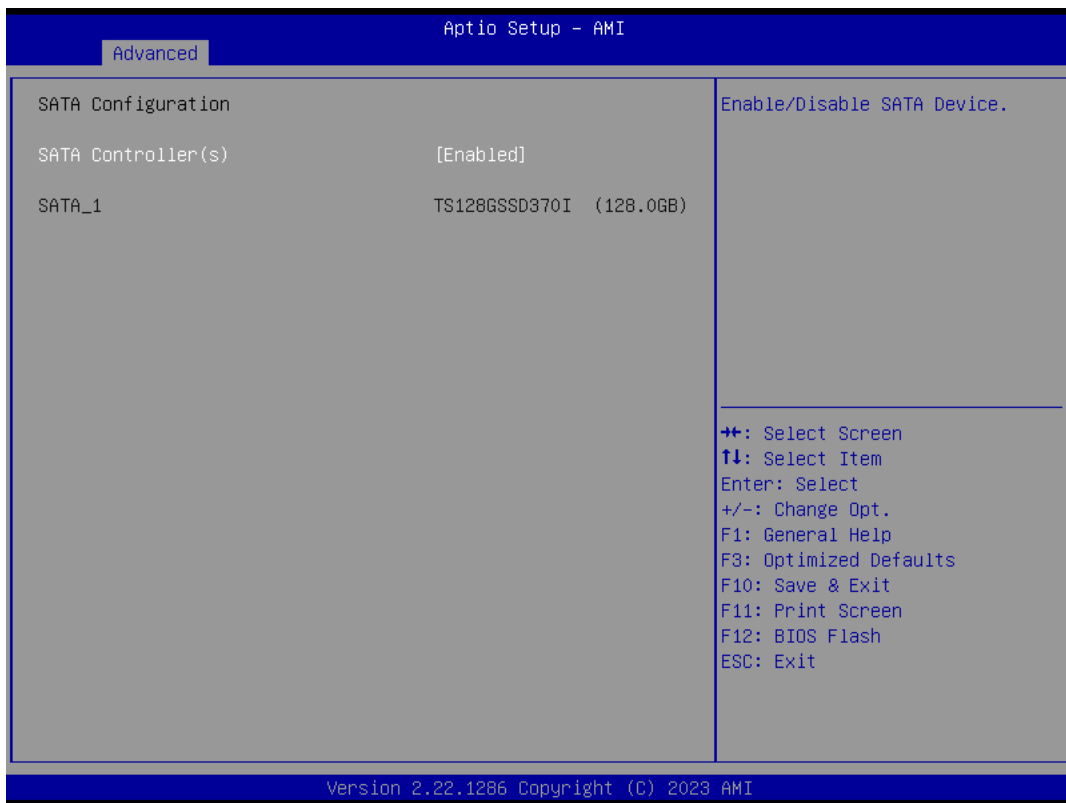 Aptio Setup – AMI
Advanced
SATA Configuration
SATA Controller(s) [Enabled]
SATA_1 TS128GSSD370I (128.0GB)
Enable/Disable SATA Device.
→←: Select Screen
↑↓: Select Item
Enter: Select
+/-: Change Opt.
F1: General Help
F3: Optimized Defaults
F10: Save & Exit
F11: Print Screen
F12: BIOS Flash
ESC: Exit
Version 2.22.1286 Copyright (C) 2023 AMI